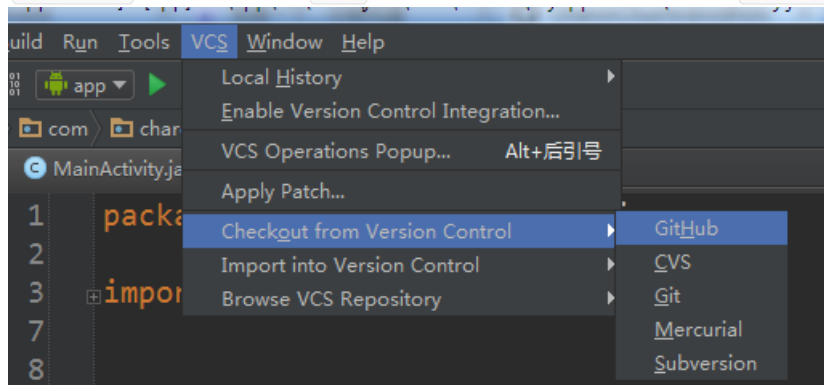 uild Run Tools VCS Window Help
app
Local History
Enable Version Control Integration...
com char
VCS Operations Popup... Alt+后引号
MainActivity.ja
Apply Patch...
1 packa
Checkout from Version Control
GitHub
2
Import into Version Control
CVS
3 impor
Browse VCS Repository
Git
7
Mercurial
8
Subversion